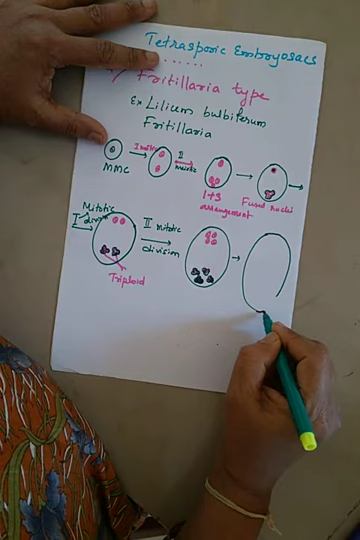 Tetrasporic Embryosacs
Fritillaria type
Ex Lilium bulbiferum
Fritillaria
MMC
I
II
meiotic
1+3
arrangement
Fused nuclei
Mitotic
I division
II mitotic
division
Triploid